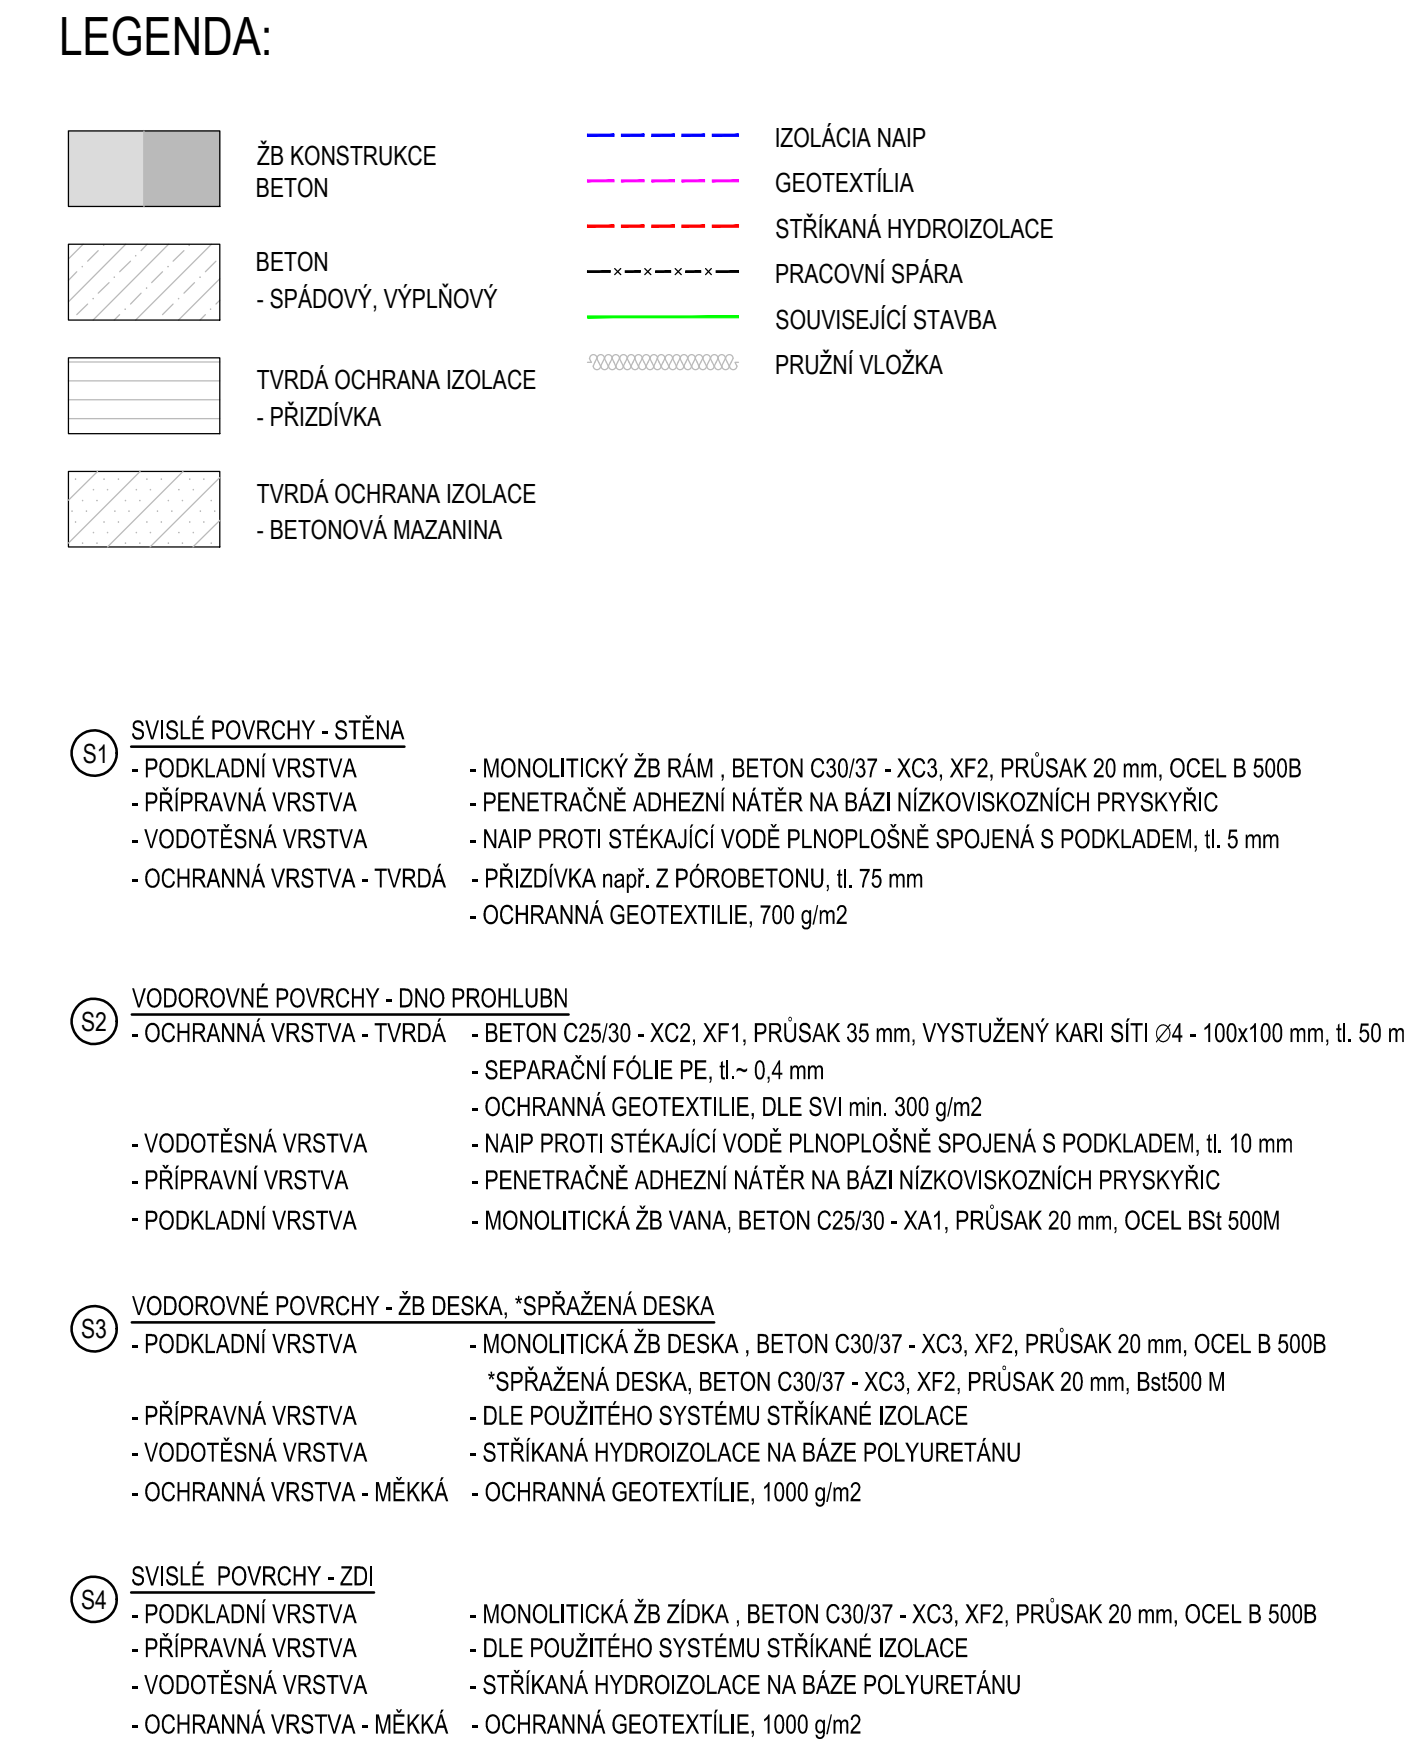 LEGENDA:
ŽB KONSTRUKCE
BETON
BETON
- SPÁDOVÝ, VÝPLŇOVÝ
TVRDÁ OCHRANA IZOLACE
- PŘIZDÍVKA
TVRDÁ OCHRANA IZOLACE
- BETONOVÁ MAZANINA
IZOLÁCIA NAIP
GEOTEXTÍLIA
STŘÍKANÁ HYDROIZOLACE
PRACOVNÍ SPÁRA
SOUVISEJÍCÍ STAVBA
PRUŽNÍ VLOŽKA
S1 SVISLÉ POVRCHY - STĚNA
- PODKLADNÍ VRSTVA - MONOLITICKÝ ŽB RÁM , BETON C30/37 - XC3, XF2, PRŮSAK 20 mm, OCEL B 500B
- PŘÍPRAVNÁ VRSTVA - PENETRAČNĚ ADHEZNÍ NÁTĚR NA BÁZI NÍZKOVISKOZNÍCH PRYSKYŘIC
- VODOTĚSNÁ VRSTVA - NAIP PROTI STÉKAJÍCÍ VODĚ PLNOPLOŠNĚ SPOJENÁ S PODKLADEM, tl. 5 mm
- OCHRANNÁ VRSTVA - TVRDÁ - PŘIZDÍVKA např. Z PÓROBETONU, tl. 75 mm
- OCHRANNÁ GEOTEXTILIE, 700 g/m2
S2 VODOROVNÉ POVRCHY - DNO PROHLUBN
- OCHRANNÁ VRSTVA - TVRDÁ - BETON C25/30 - XC2, XF1, PRŮSAK 35 mm, VYSTUŽENÝ KARI SÍTI ∅4 - 100x100 mm, tl. 50 m
- SEPARAČNÍ FÓLIE PE, tl.~ 0,4 mm
- OCHRANNÁ GEOTEXTILIE, DLE SVI min. 300 g/m2
- VODOTĚSNÁ VRSTVA - NAIP PROTI STÉKAJÍCÍ VODĚ PLNOPLOŠNĚ SPOJENÁ S PODKLADEM, tl. 10 mm
- PŘÍPRAVNÍ VRSTVA - PENETRAČNĚ ADHEZNÍ NÁTĚR NA BÁZI NÍZKOVISKOZNÍCH PRYSKYŘIC
- PODKLADNÍ VRSTVA - MONOLITICKÁ ŽB VANA, BETON C25/30 - XA1, PRŮSAK 20 mm, OCEL BSt 500M
S3 VODOROVNÉ POVRCHY - ŽB DESKA, *SPŘAŽENÁ DESKA
- PODKLADNÍ VRSTVA - MONOLITICKÁ ŽB DESKA , BETON C30/37 - XC3, XF2, PRŮSAK 20 mm, OCEL B 500B
*SPŘAŽENÁ DESKA, BETON C30/37 - XC3, XF2, PRŮSAK 20 mm, Bst500 M
- PŘÍPRAVNÁ VRSTVA - DLE POUŽITÉHO SYSTÉMU STŘÍKANÉ IZOLACE
- VODOTĚSNÁ VRSTVA - STŘÍKANÁ HYDROIZOLACE NA BÁZE POLYURETÁNU
- OCHRANNÁ VRSTVA - MĚKKÁ - OCHRANNÁ GEOTEXTÍLIE, 1000 g/m2
S4 SVISLÉ POVRCHY - ZDI
- PODKLADNÍ VRSTVA - MONOLITICKÁ ŽB ZÍDKA , BETON C30/37 - XC3, XF2, PRŮSAK 20 mm, OCEL B 500B
- PŘÍPRAVNÁ VRSTVA - DLE POUŽITÉHO SYSTÉMU STŘÍKANÉ IZOLACE
- VODOTĚSNÁ VRSTVA - STŘÍKANÁ HYDROIZOLACE NA BÁZE POLYURETÁNU
- OCHRANNÁ VRSTVA - MĚKKÁ - OCHRANNÁ GEOTEXTÍLIE, 1000 g/m2